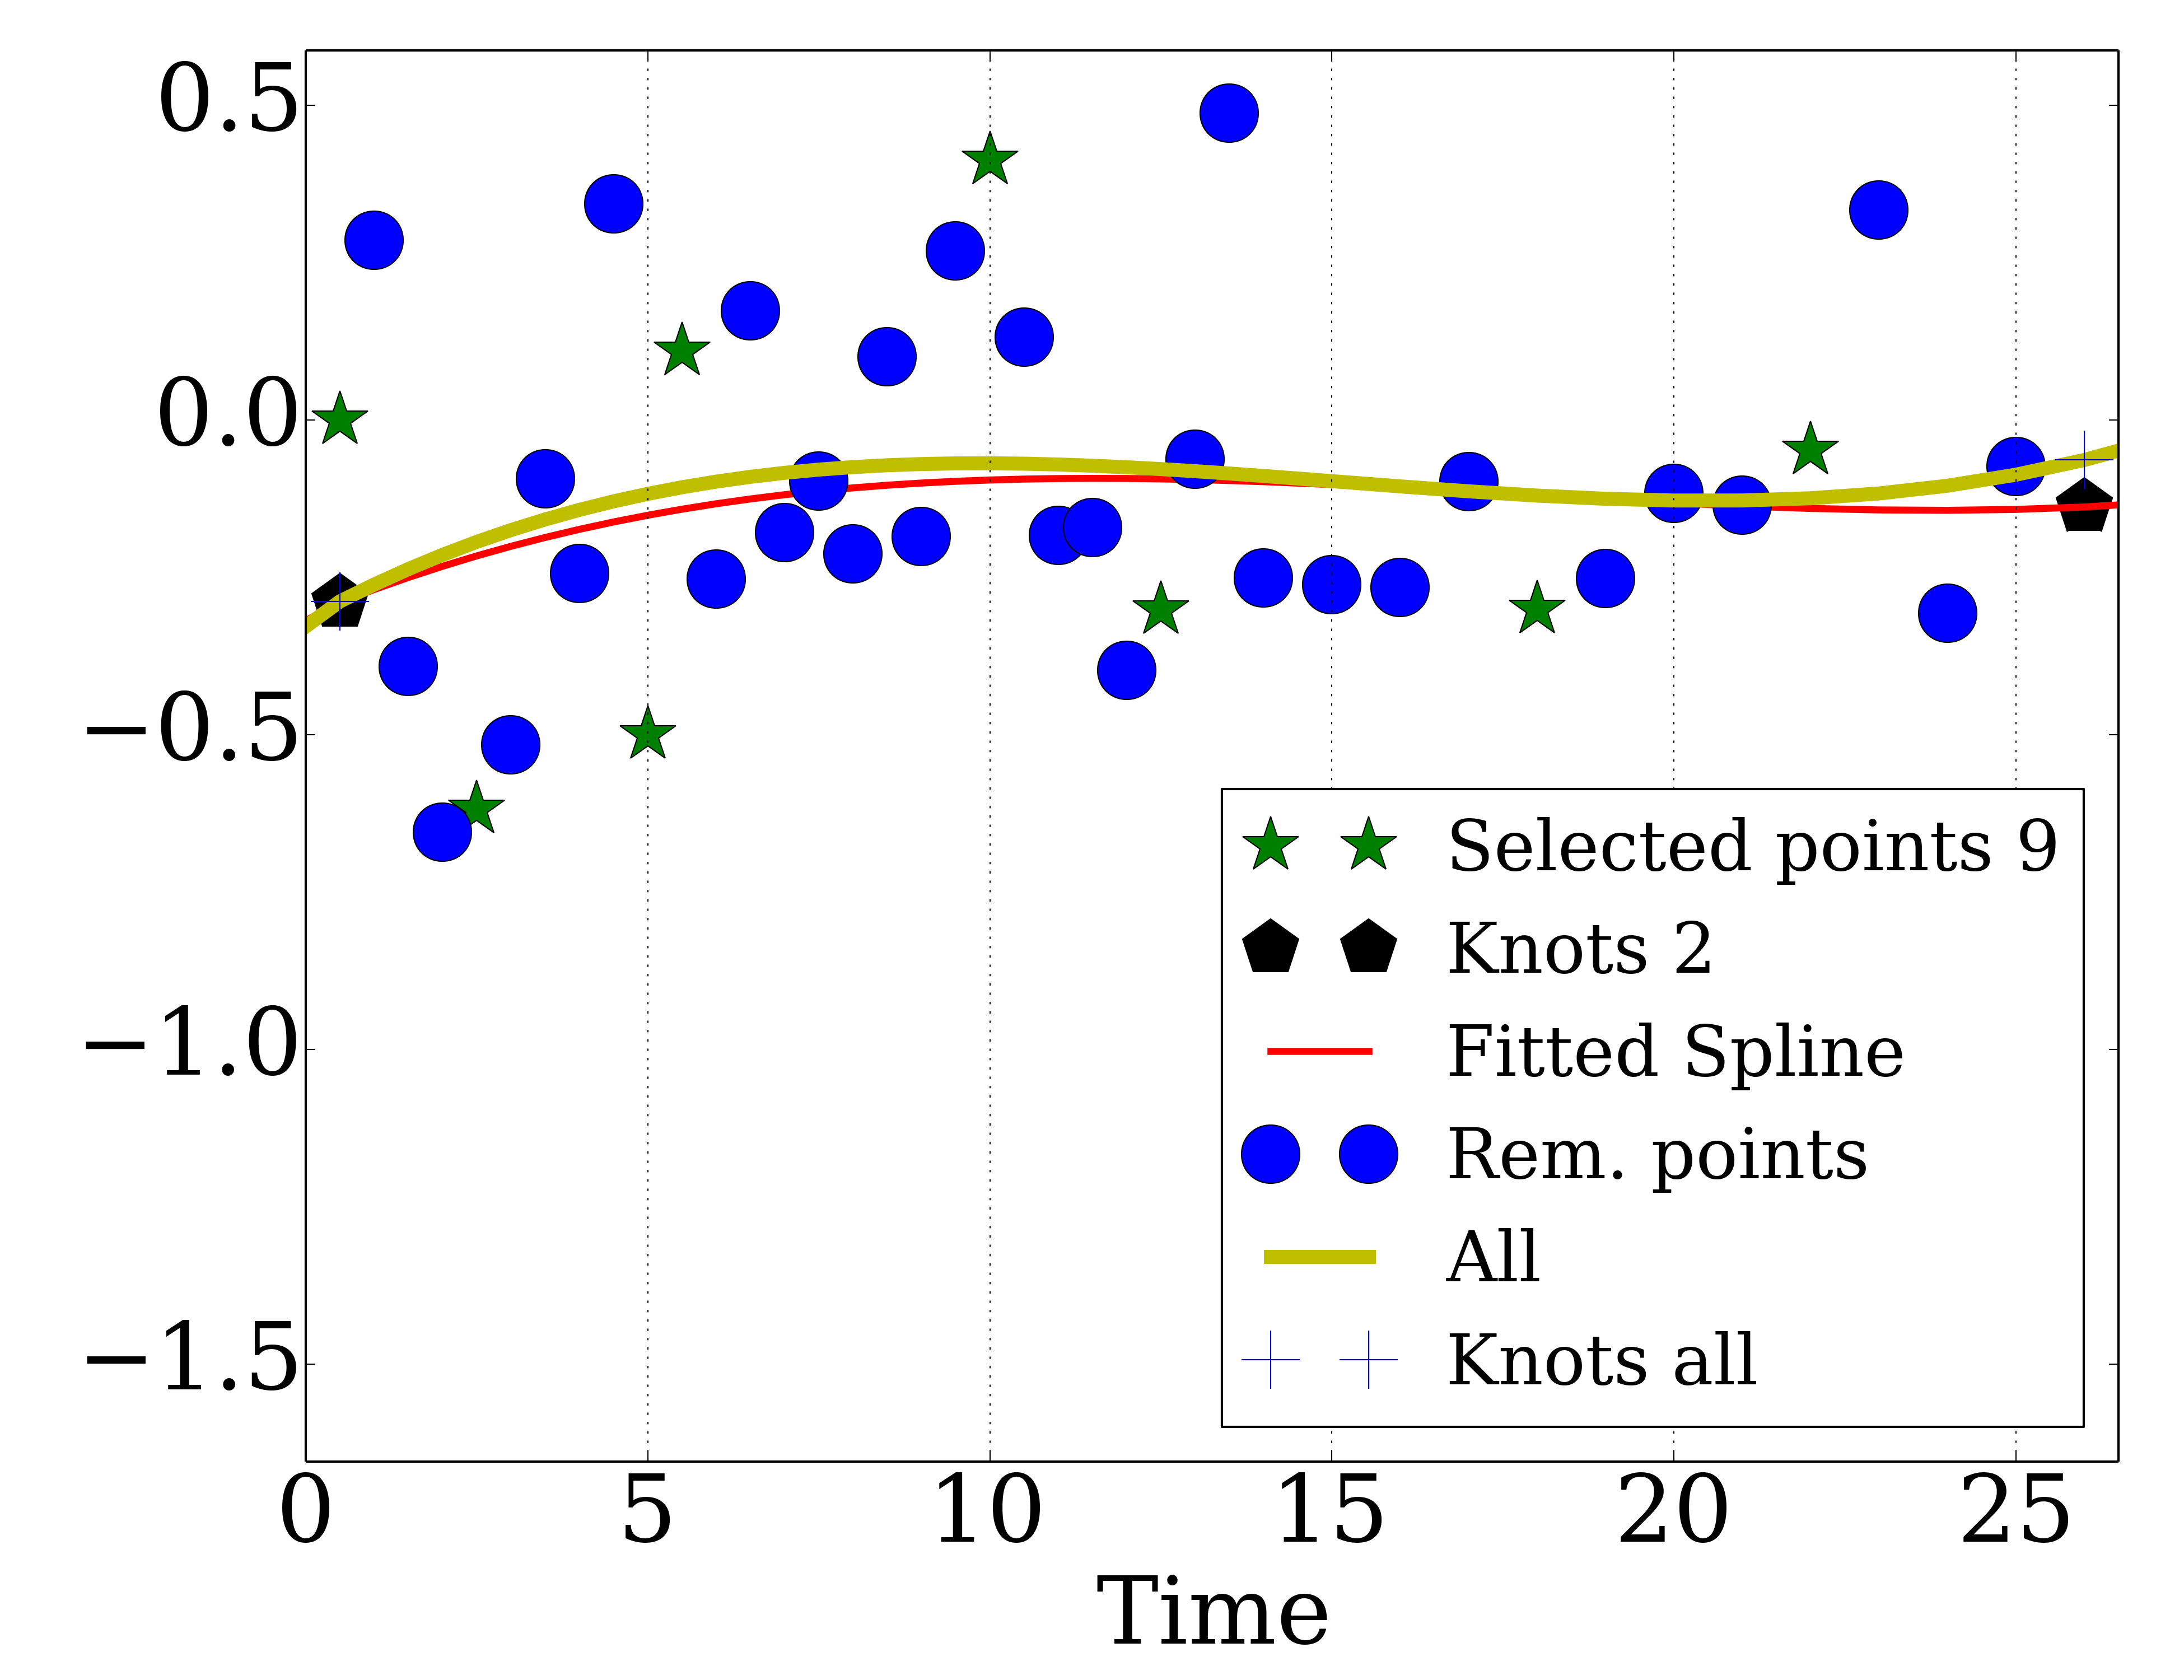 0.5
0.0
−0.5
−1.0
−1.5
Selected points 9
Knots 2
Fitted Spline
Rem. points
All
Knots all
0 5 10 15 20 25
Time